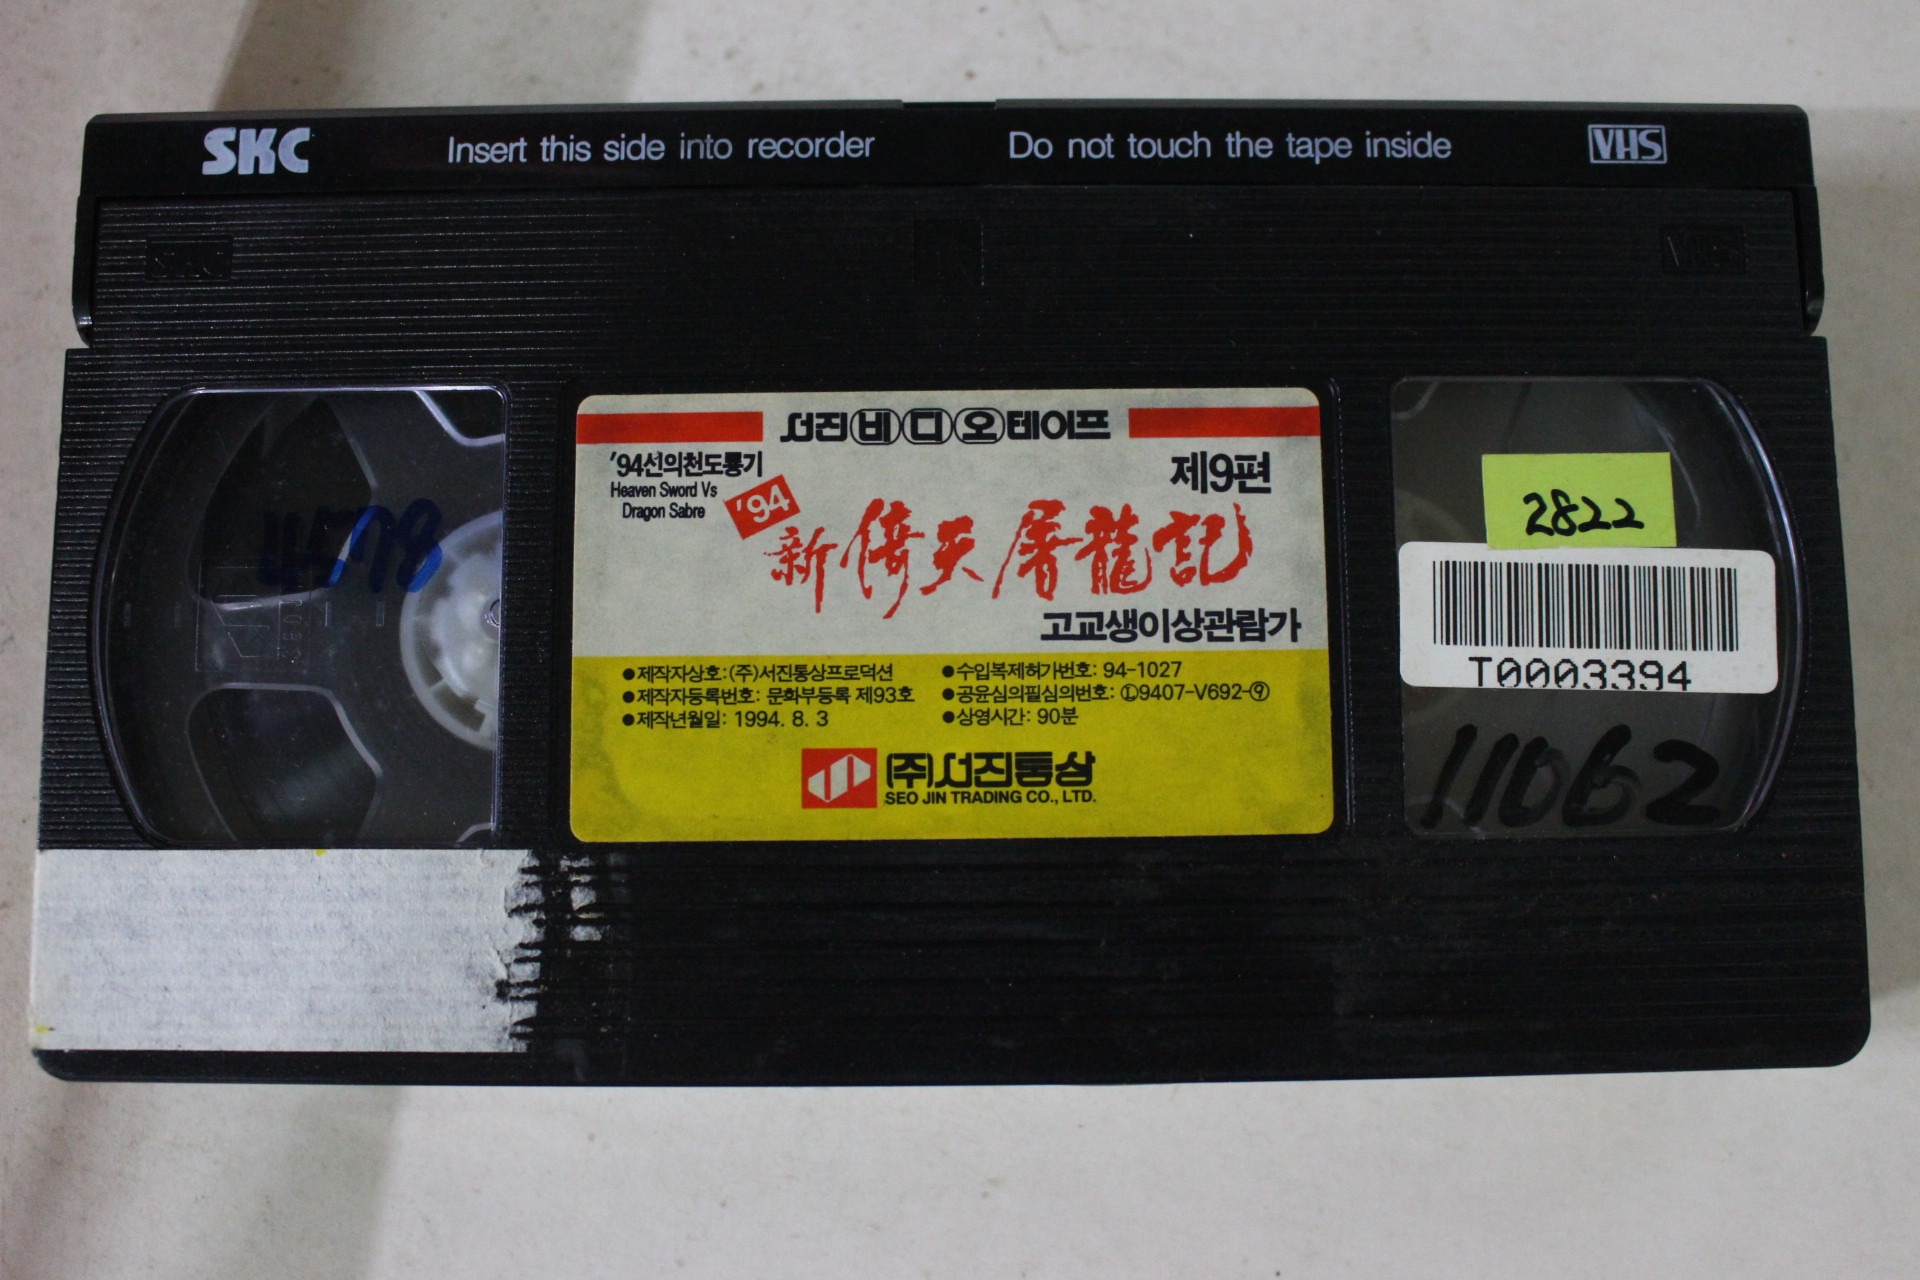 SKC Insert this side into recorder Do not touch the tape inside VHS
SKC VHS
서진비디오테이프
'94신의천도룡기
Heaven Sword Vs
Dragon Sabre
제9편
'94
新倚天屠龍記
고교생이상관람가
●제작자상호:(주)서진통상프로덕션
●제작자등록번호: 문화부등록 제93호
●제작년월일: 1994. 8. 3
●수입복제허가번호: 94-1027
●공윤심의필심의번호: Ⓛ9407-V692-⑨
●상영시간: 90분
(주)서진통상
SEO JIN TRADING CO., LTD.
2822
T0003394
11062